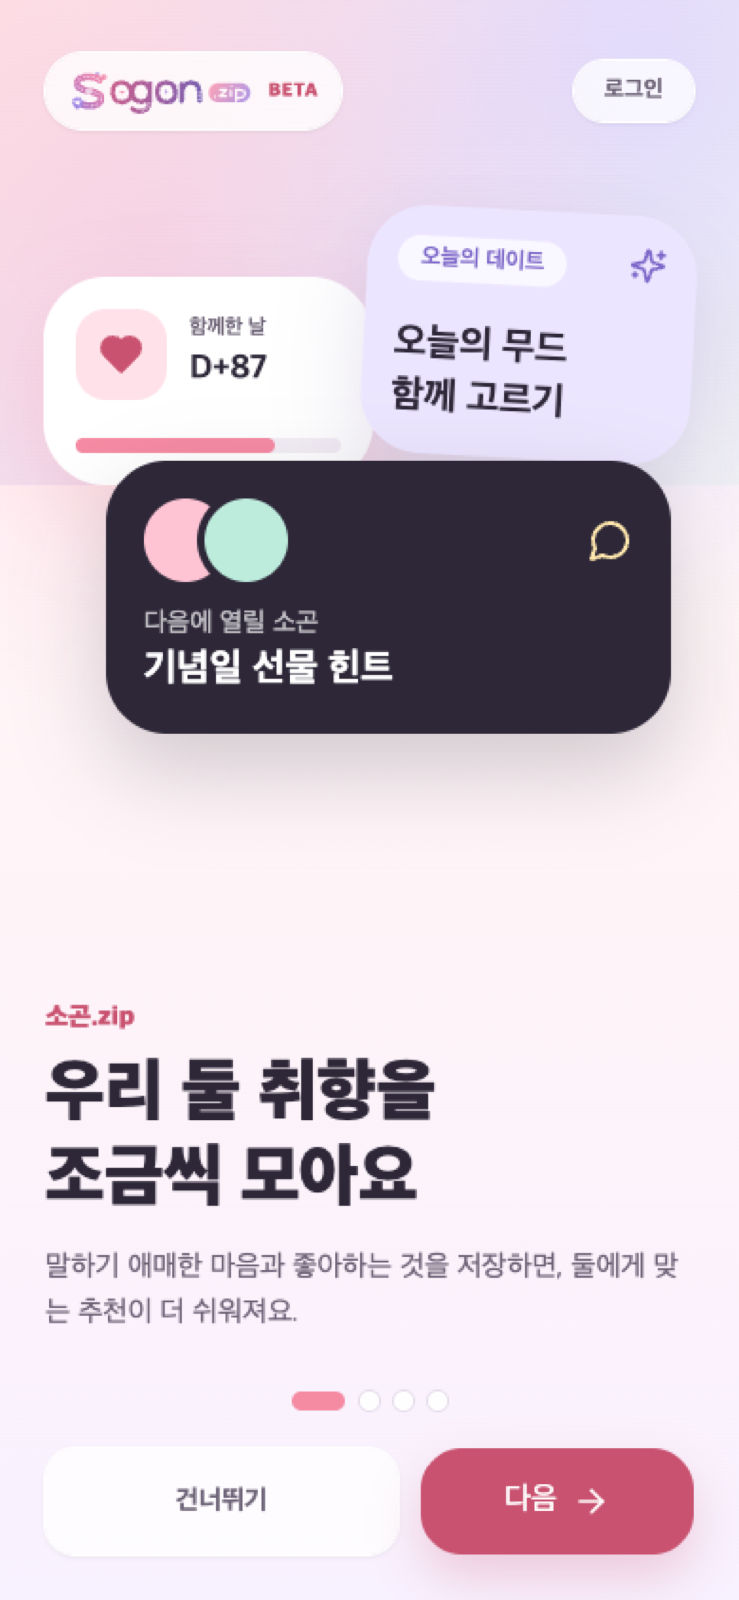 Sogon .zip BETA
로그인
함께한 날
D+87
오늘의 데이트
오늘의 무드
함께 고르기
다음에 열릴 소곤
기념일 선물 힌트
소곤.zip
우리 둘 취향을
조금씩 모아요
말하기 애매한 마음과 좋아하는 것을 저장하면, 둘에게 맞
는 추천이 더 쉬워져요.
건너뛰기
다음 →